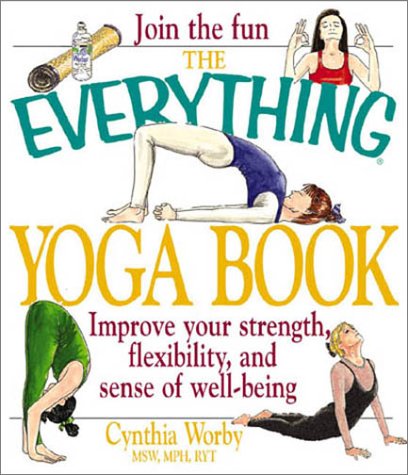 Join the fun
THE
EVERYTHING®
YOGA BOOK
Improve your strength,
flexibility, and
sense of well-being
Cynthia Worby
MSW, MPH, RYT